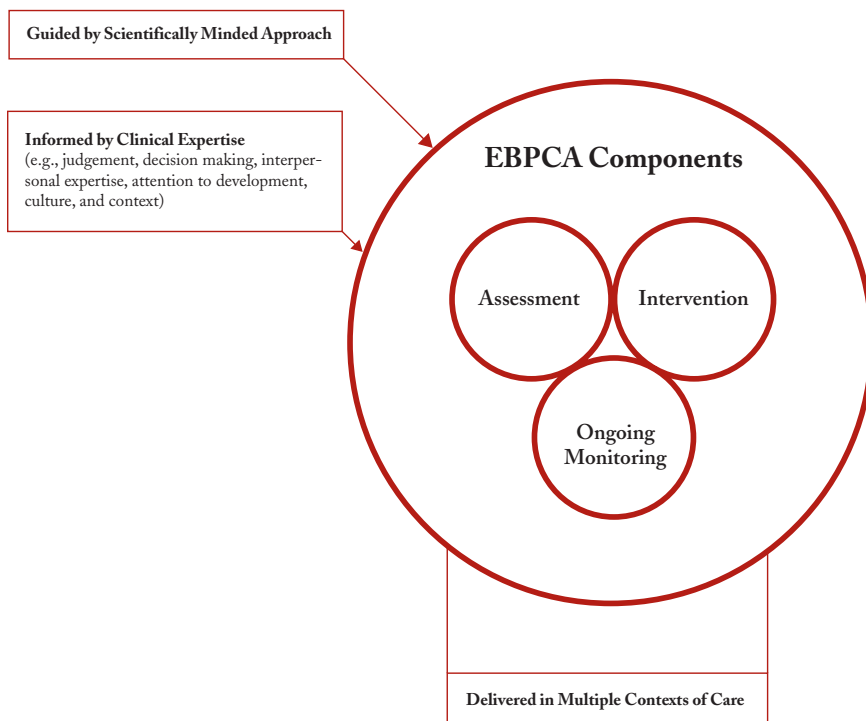 Guided by Scientifically Minded Approach
Informed by Clinical Expertise
(e.g., judgement, decision making, interper-
sonal expertise, attention to development,
culture, and context)
EBPCA Components
Assessment
Intervention
Ongoing
Monitoring
Delivered in Multiple Contexts of Care